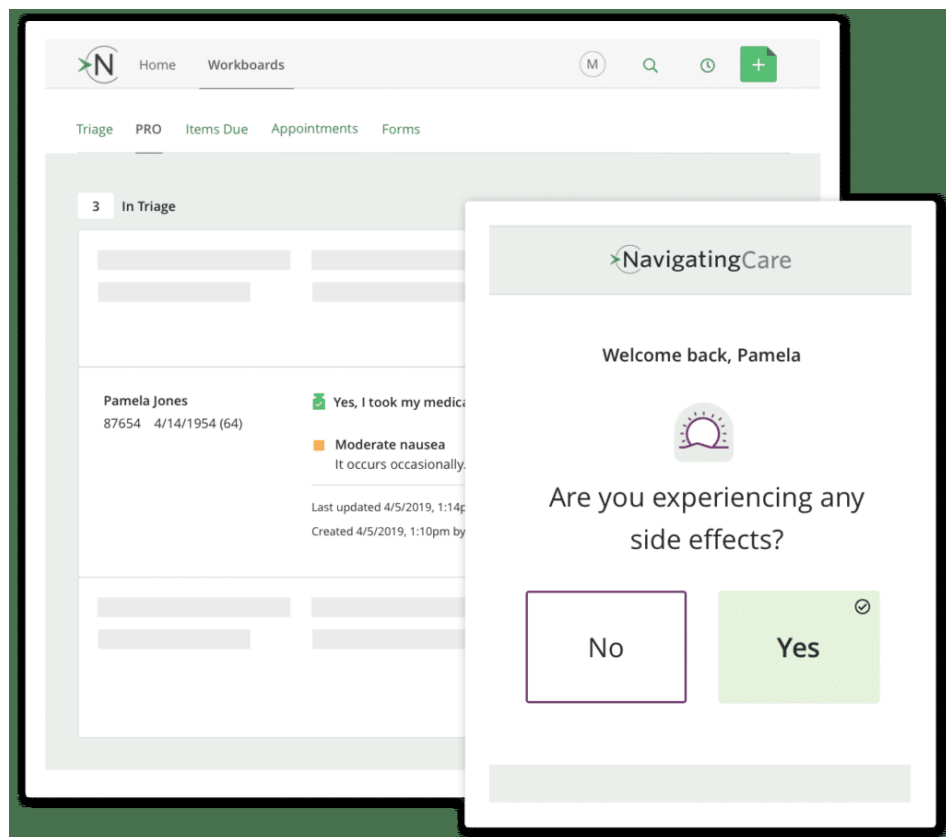 N
Home
Workboards
M
Triage
PRO
Items Due
Appointments
Forms
3 In Triage
Pamela Jones
87654 4/14/1954 (64)
Yes, I took my medica
Moderate nausea
It occurs occasionally.
Last updated 4/5/2019, 1:14p
Created 4/5/2019, 1:10pm by
NavigatingCare
Welcome back, Pamela
Are you experiencing any
side effects?
No
Yes